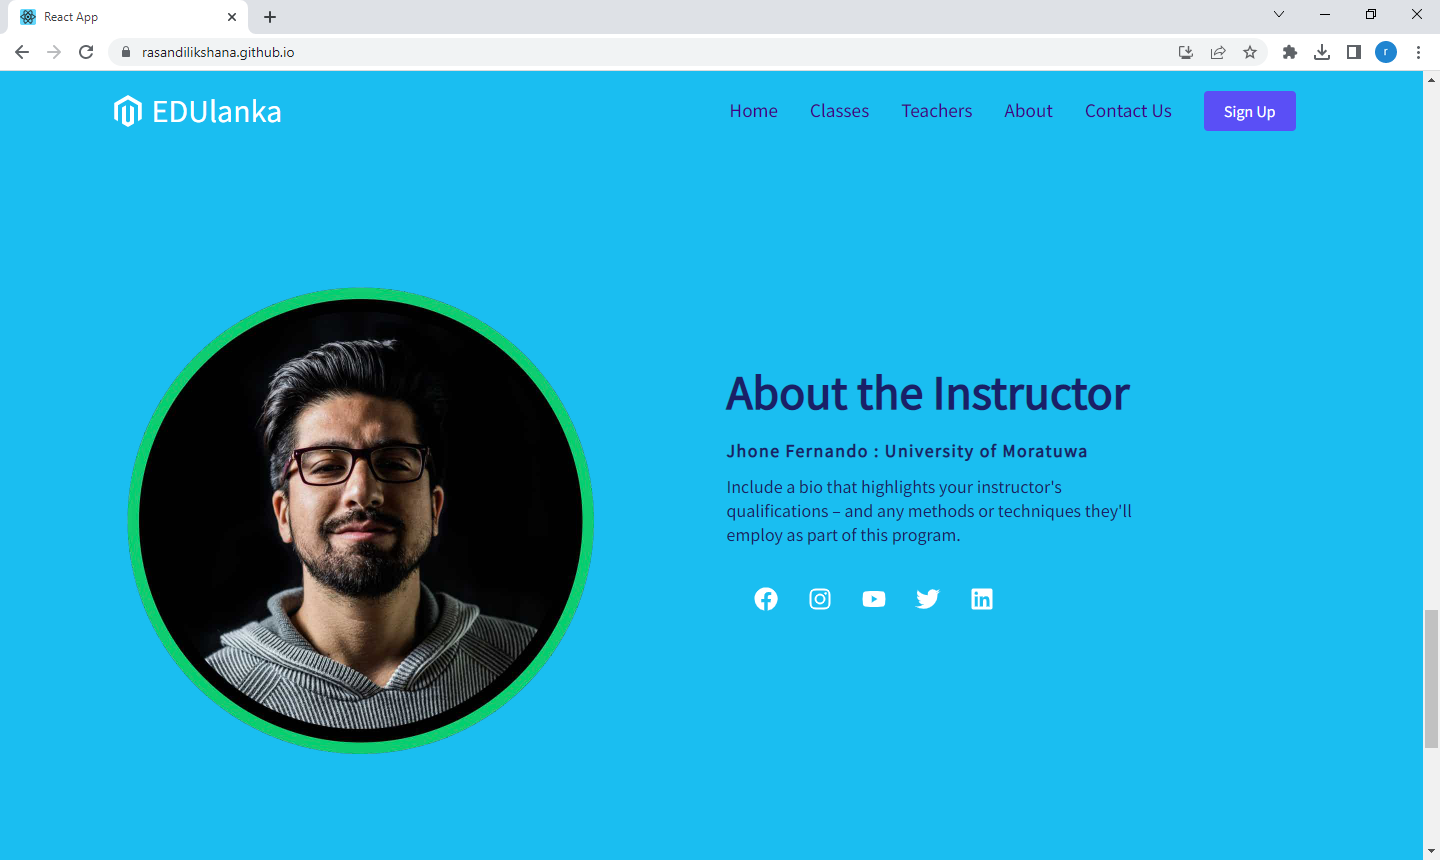 React App
rasandilikshana.github.io
r
EDUlanka
Home Classes Teachers About Contact Us Sign Up
About the Instructor
Jhone Fernando : University of Moratuwa
Include a bio that highlights your instructor's
qualifications – and any methods or techniques they'll
employ as part of this program.